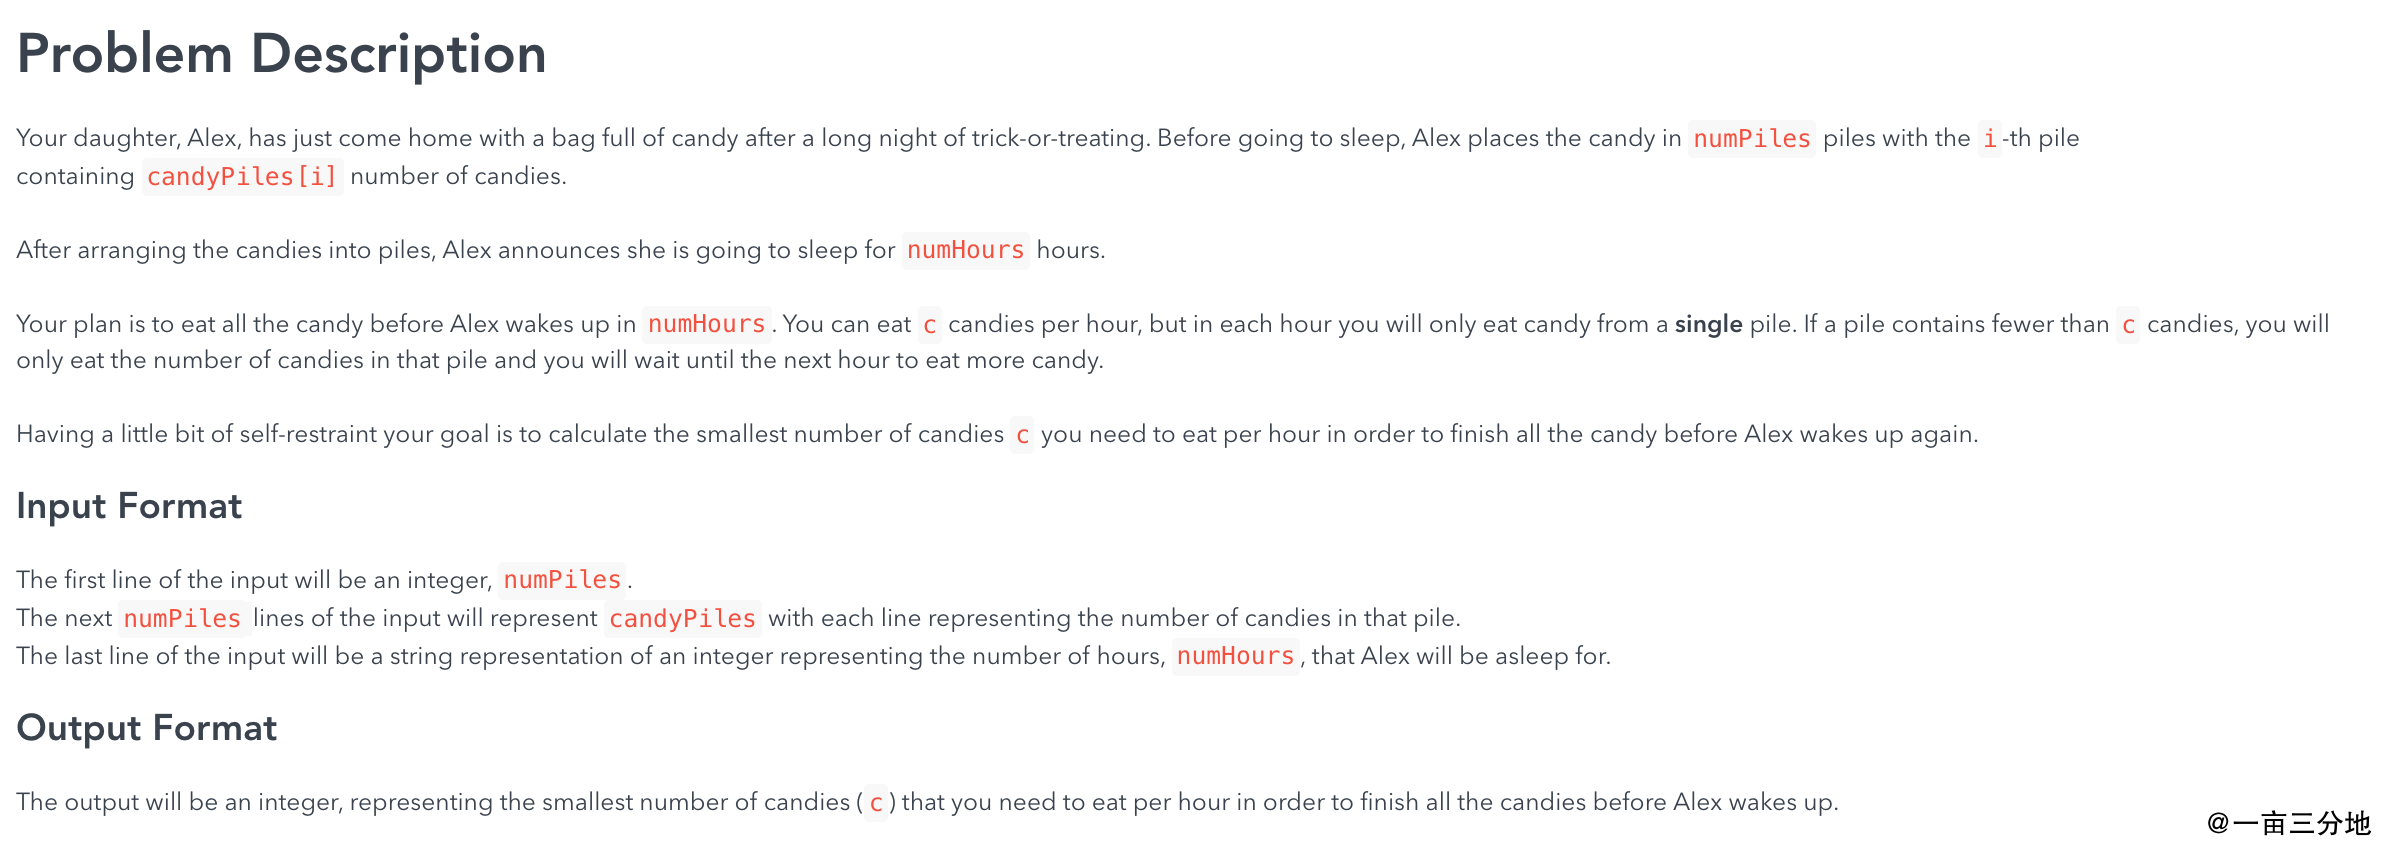 Problem Description
Your daughter, Alex, has just come home with a bag full of candy after a long night of trick-or-treating. Before going to sleep, Alex places the candy in numPiles piles with the i-th pile
containing candyPiles[i] number of candies.
After arranging the candies into piles, Alex announces she is going to sleep for numHours hours.
Your plan is to eat all the candy before Alex wakes up in numHours. You can eat c candies per hour, but in each hour you will only eat candy from a single pile. If a pile contains fewer than c candies, you will
only eat the number of candies in that pile and you will wait until the next hour to eat more candy.
Having a little bit of self-restraint your goal is to calculate the smallest number of candies c you need to eat per hour in order to finish all the candy before Alex wakes up again.
Input Format
The first line of the input will be an integer, numPiles.
The next numPiles lines of the input will represent candyPiles with each line representing the number of candies in that pile.
The last line of the input will be a string representation of an integer representing the number of hours, numHours, that Alex will be asleep for.
Output Format
The output will be an integer, representing the smallest number of candies (c) that you need to eat per hour in order to finish all the candies before Alex wakes up.
@一亩三分地